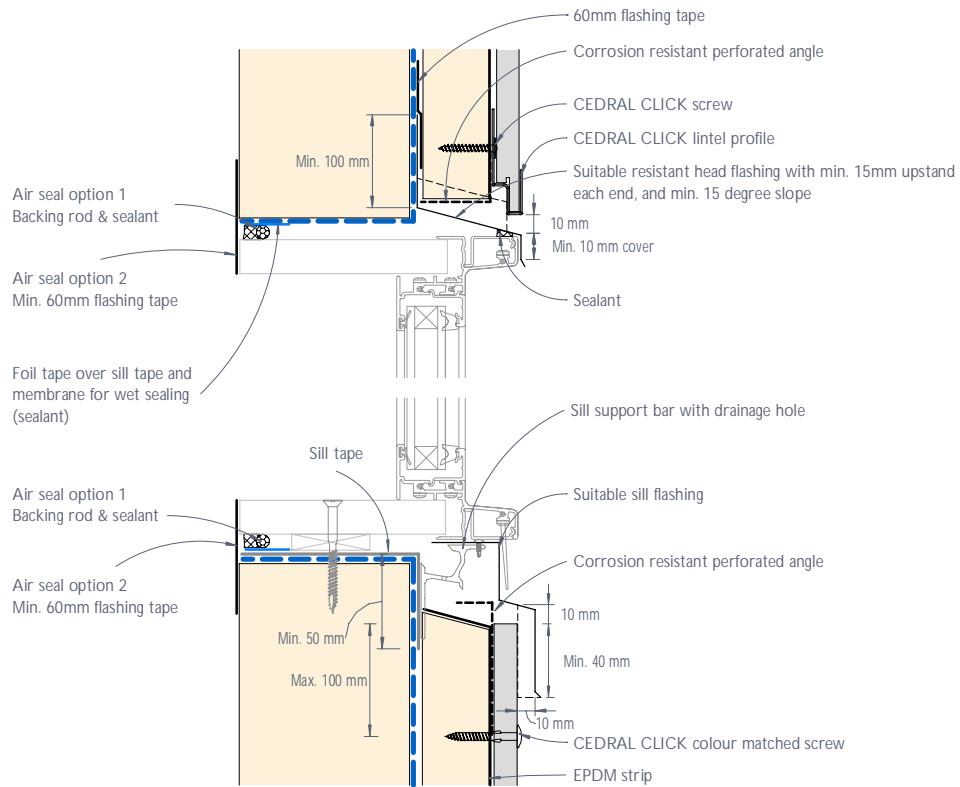 60mm flashing tape
Corrosion resistant perforated angle
CEDRAL CLICK screw
CEDRAL CLICK lintel profile
Min. 100 mm
Suitable resistant head flashing with min. 15mm upstand
each end, and min. 15 degree slope
Air seal option 1
Backing rod & sealant
10 mm
Min. 10 mm cover
Air seal option 2
Min. 60mm flashing tape
Sealant
Foil tape over sill tape and
membrane for wet sealing
(sealant)
Sill support bar with drainage hole
Sill tape
Air seal option 1
Backing rod & sealant
Suitable sill flashing
Corrosion resistant perforated angle
Air seal option 2
Min. 60mm flashing tape
10 mm
Min. 50 mm
Min. 40 mm
Max. 100 mm
10 mm
CEDRAL CLICK colour matched screw
EPDM strip